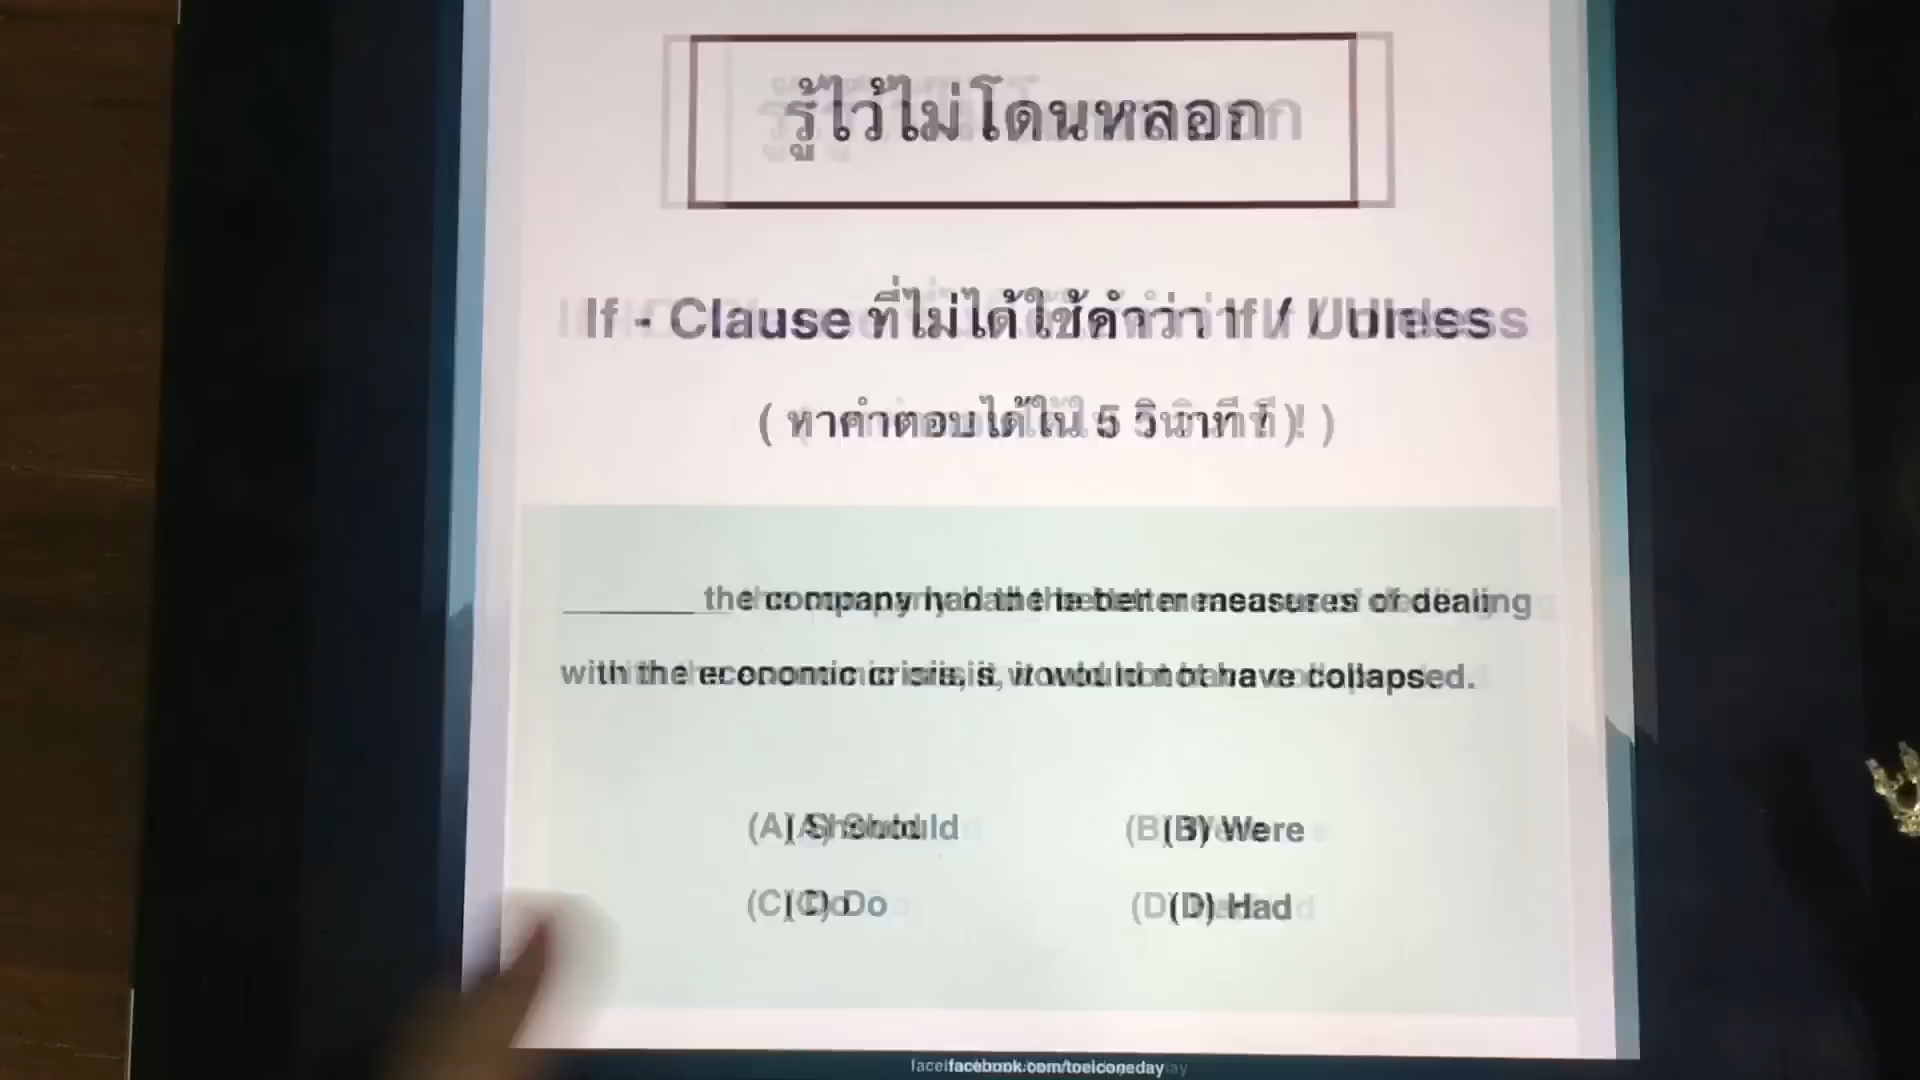 รู้ไว้ไม่โดนหลอก
If - Clause ที่ไม่ได้ใช้คำว่า If / Unless
( หาคำตอบได้ใน 5 วินาที ! )
______ the company had the better measures of dealing
with the economic crisis, it would not have collapsed.
(A) Should
(B) Were
(C) Do
(D) Had
facebook.com/toeiconeday